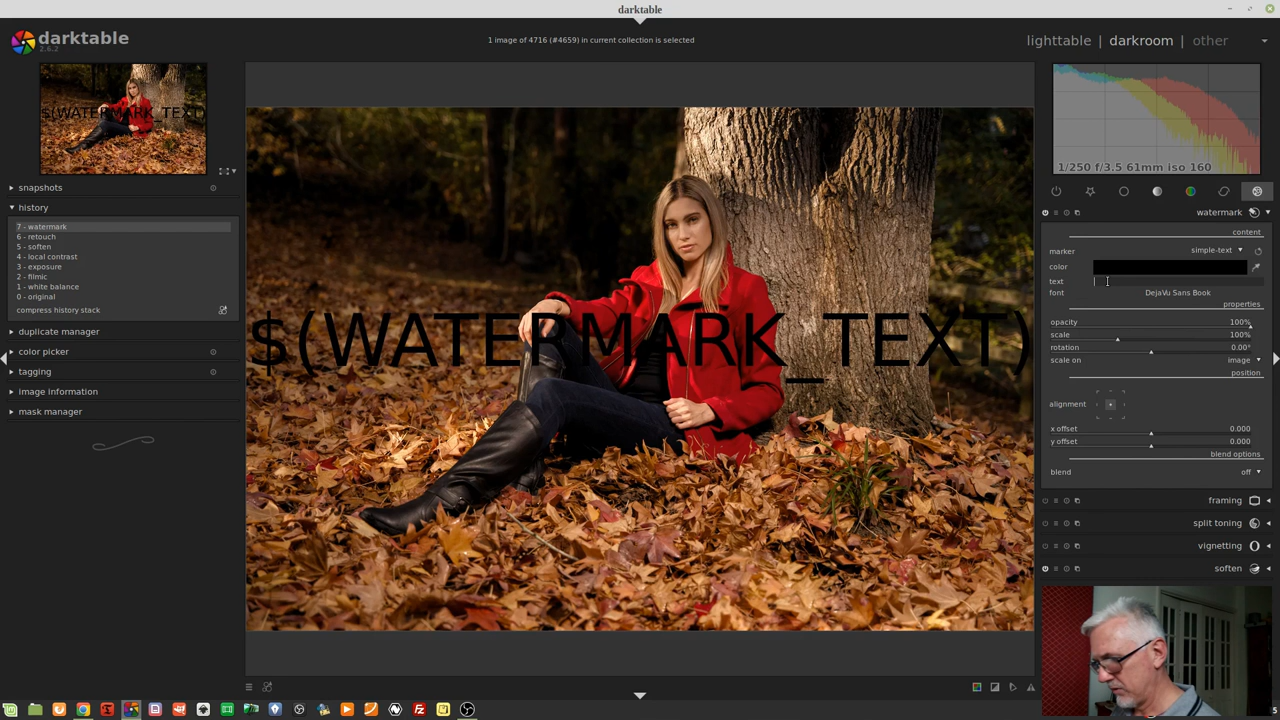 darktable
darktable
2.6.2
1 image of 4716 (#4659) in current collection is selected
lighttable | darkroom | other
$(WATERMARK_TEXT)
snapshots
history
7 - watermark
6 - retouch
5 - soften
4 - local contrast
3 - exposure
2 - filmic
1 - white balance
0 - original
compress history stack
duplicate manager
color picker
tagging
image information
mask manager
$(WATERMARK_TEXT)
1/250 f/3.5 61mm iso 160
watermark
content
marker simple-text
color
text
font DejaVu Sans Book
properties
opacity 100%
scale 100%
rotation 0.00°
scale on image
position
alignment
x offset 0.000
y offset 0.000
blend options
blend off
framing
split toning
vignetting
soften